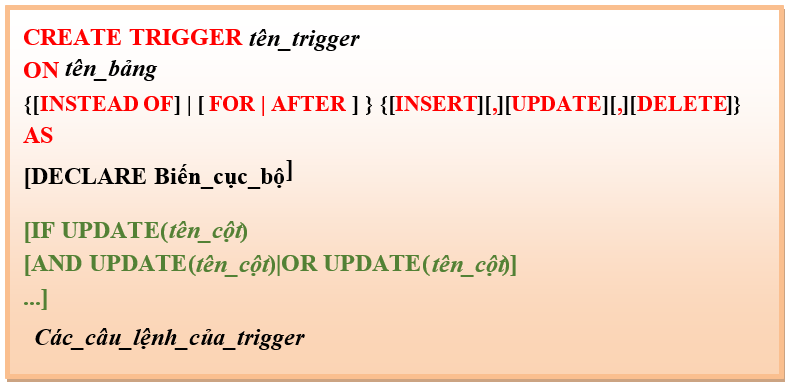 CREATE TRIGGER tên_trigger
ON tên_bảng
{[INSTEAD OF] | [ FOR | AFTER ] } {[INSERT][,][UPDATE][,][DELETE]}
AS
[DECLARE Biến_cục_bộ]
[IF UPDATE(tên_cột)
[AND UPDATE(tên_cột)|OR UPDATE(tên_cột)]
...]
Các_câu_lệnh_của_trigger